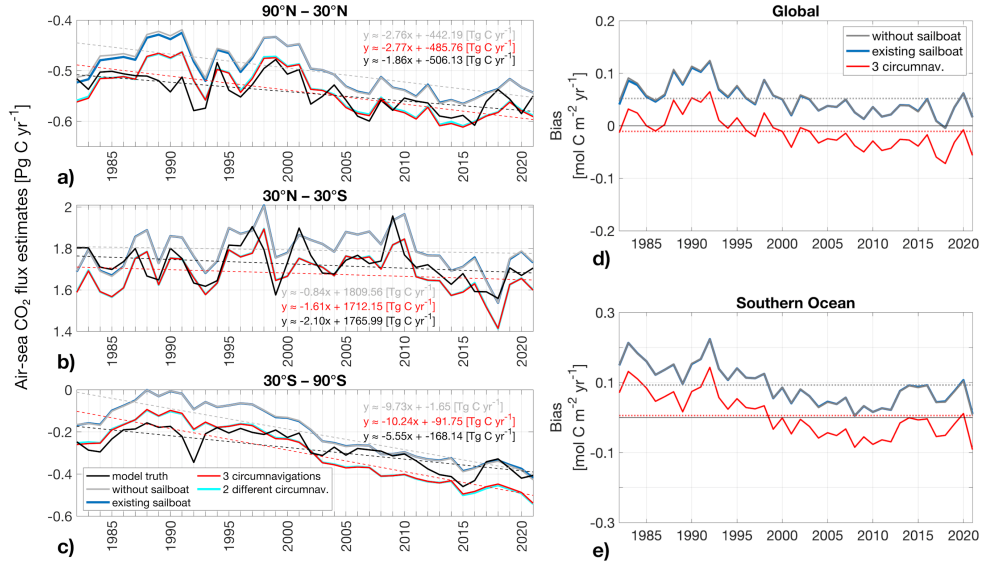 Air-sea CO₂ flux estimates [Pg C yr⁻¹]
90°N – 30°N
-0.4
-0.5
-0.6
y ≈ -2.76x + -442.19 [Tg C yr⁻¹]
y ≈ -2.77x + -485.76 [Tg C yr⁻¹]
y ≈ -1.86x + -506.13 [Tg C yr⁻¹]
1985 1990 1995 2000 2005 2010 2015 2020
a)
30°N – 30°S
2
1.8
1.6
1.4
y ≈ -0.84x + 1809.56 [Tg C yr⁻¹]
y ≈ -1.61x + 1712.15 [Tg C yr⁻¹]
y ≈ -2.10x + 1765.99 [Tg C yr⁻¹]
1985 1990 1995 2000 2005 2010 2015 2020
b)
30°S – 90°S
0
-0.2
-0.4
-0.6
y ≈ -9.73x + -1.65 [Tg C yr⁻¹]
y ≈ -10.24x + -91.75 [Tg C yr⁻¹]
y ≈ -5.55x + -168.14 [Tg C yr⁻¹]
model truth
without sailboat
existing sailboat
3 circumnavigations
2 different circumnav.
1985 1990 1995 2000 2005 2010 2015 2020
c)
Global
Bias
[mol C m⁻² yr⁻¹]
0.2
0.1
0
-0.1
-0.2
without sailboat
existing sailboat
3 circumnav.
1985 1990 1995 2000 2005 2010 2015 2020
d)
Southern Ocean
Bias
[mol C m⁻² yr⁻¹]
0.3
0.1
0
-0.1
-0.3
1985 1990 1995 2000 2005 2010 2015 2020
e)